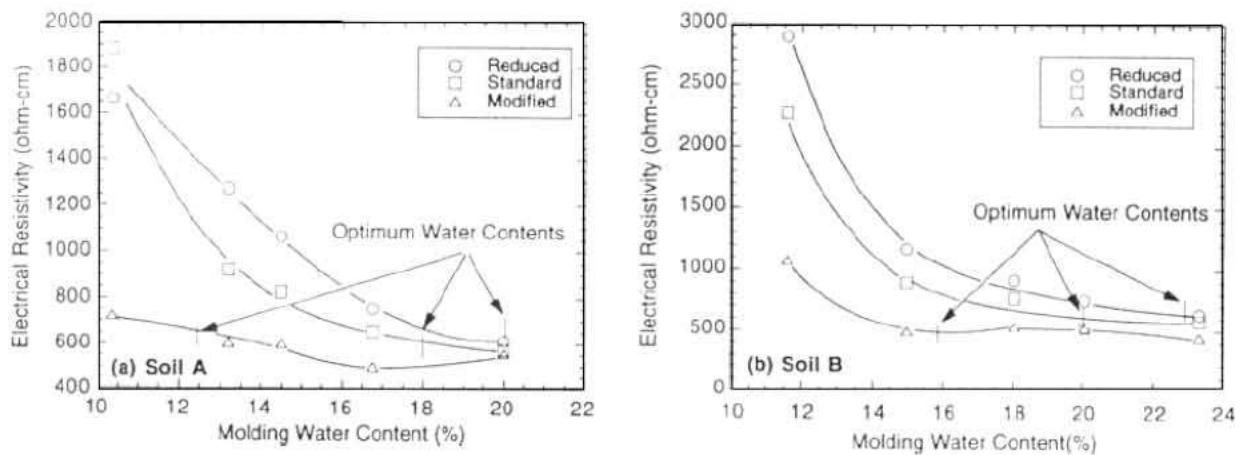 2000
1800
1600
1400
1200
1000
800
600
400
Electrical Resistivity (ohm-cm)
Reduced
Standard
Modified
Optimum Water Contents
(a) Soil A
10 12 14 16 18 20 22
Molding Water Content (%)
3000
2500
2000
1500
1000
500
0
Electrical Resistivity (ohm-cm)
Reduced
Standard
Modified
Optimum Water Contents
(b) Soil B
10 12 14 16 18 20 22 24
Molding Water Content(%)